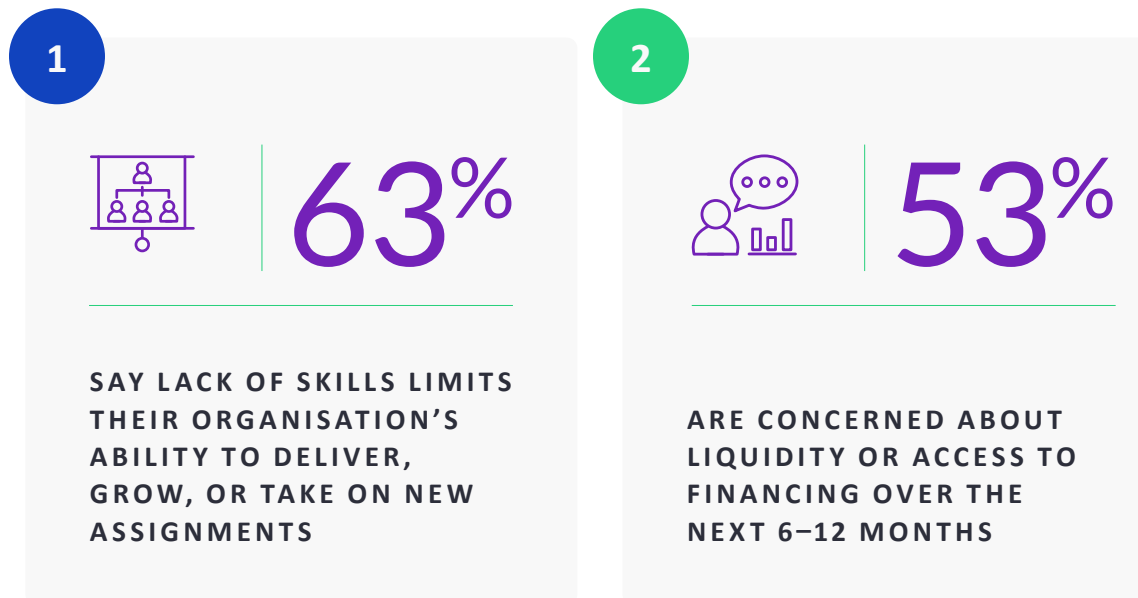 1
63%
SAY LACK OF SKILLS LIMITS
THEIR ORGANISATION’S
ABILITY TO DELIVER,
GROW, OR TAKE ON NEW
ASSIGNMENTS
2
53%
ARE CONCERNED ABOUT
LIQUIDITY OR ACCESS TO
FINANCING OVER THE
NEXT 6–12 MONTHS